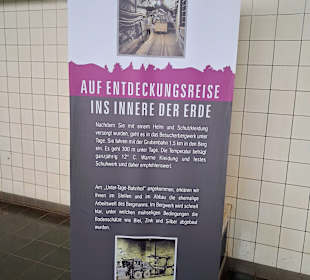 AUF ENTDECKUNGSREISE
INS INNERE DER ERDE
Nachdem Sie mit einem Helm und Schutzkleidung
versorgt wurden, geht es in das Besucherbergwerk unter
Tage. Sie fahren mit der Grubenbahn 1,5 km in den Berg
ein. Es geht 300 m unter Tage. Die Temperatur beträgt
ganzjährig 12° C. Warme Kleidung und festes
Schuhwerk sind daher empfehlenswert.
Am „Unter-Tage-Bahnhof" angekommen, erklären wir
Ihnen im Stollen und im Abbau die ehemalige
Arbeitswelt des Bergmanns. Im Bergwerk wird schnell
klar, unter welchen mühseligen Bedingungen die
Bodenschätze wie Blei, Zink und Silber abgebaut
wurden.